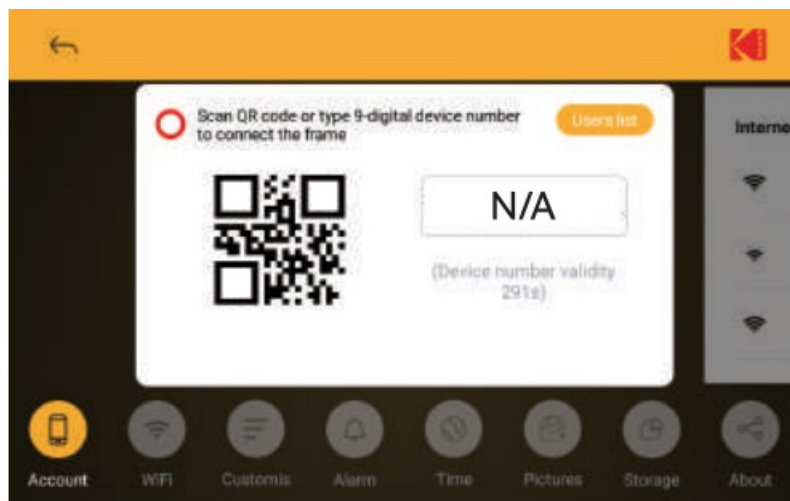 Scan QR code or type 9-digital device number
to connect the frame
Users list
N/A
(Device number validity
291s)
Interne
Account
WiFi
Customis
Alarm
Time
Pictures
Storage
About